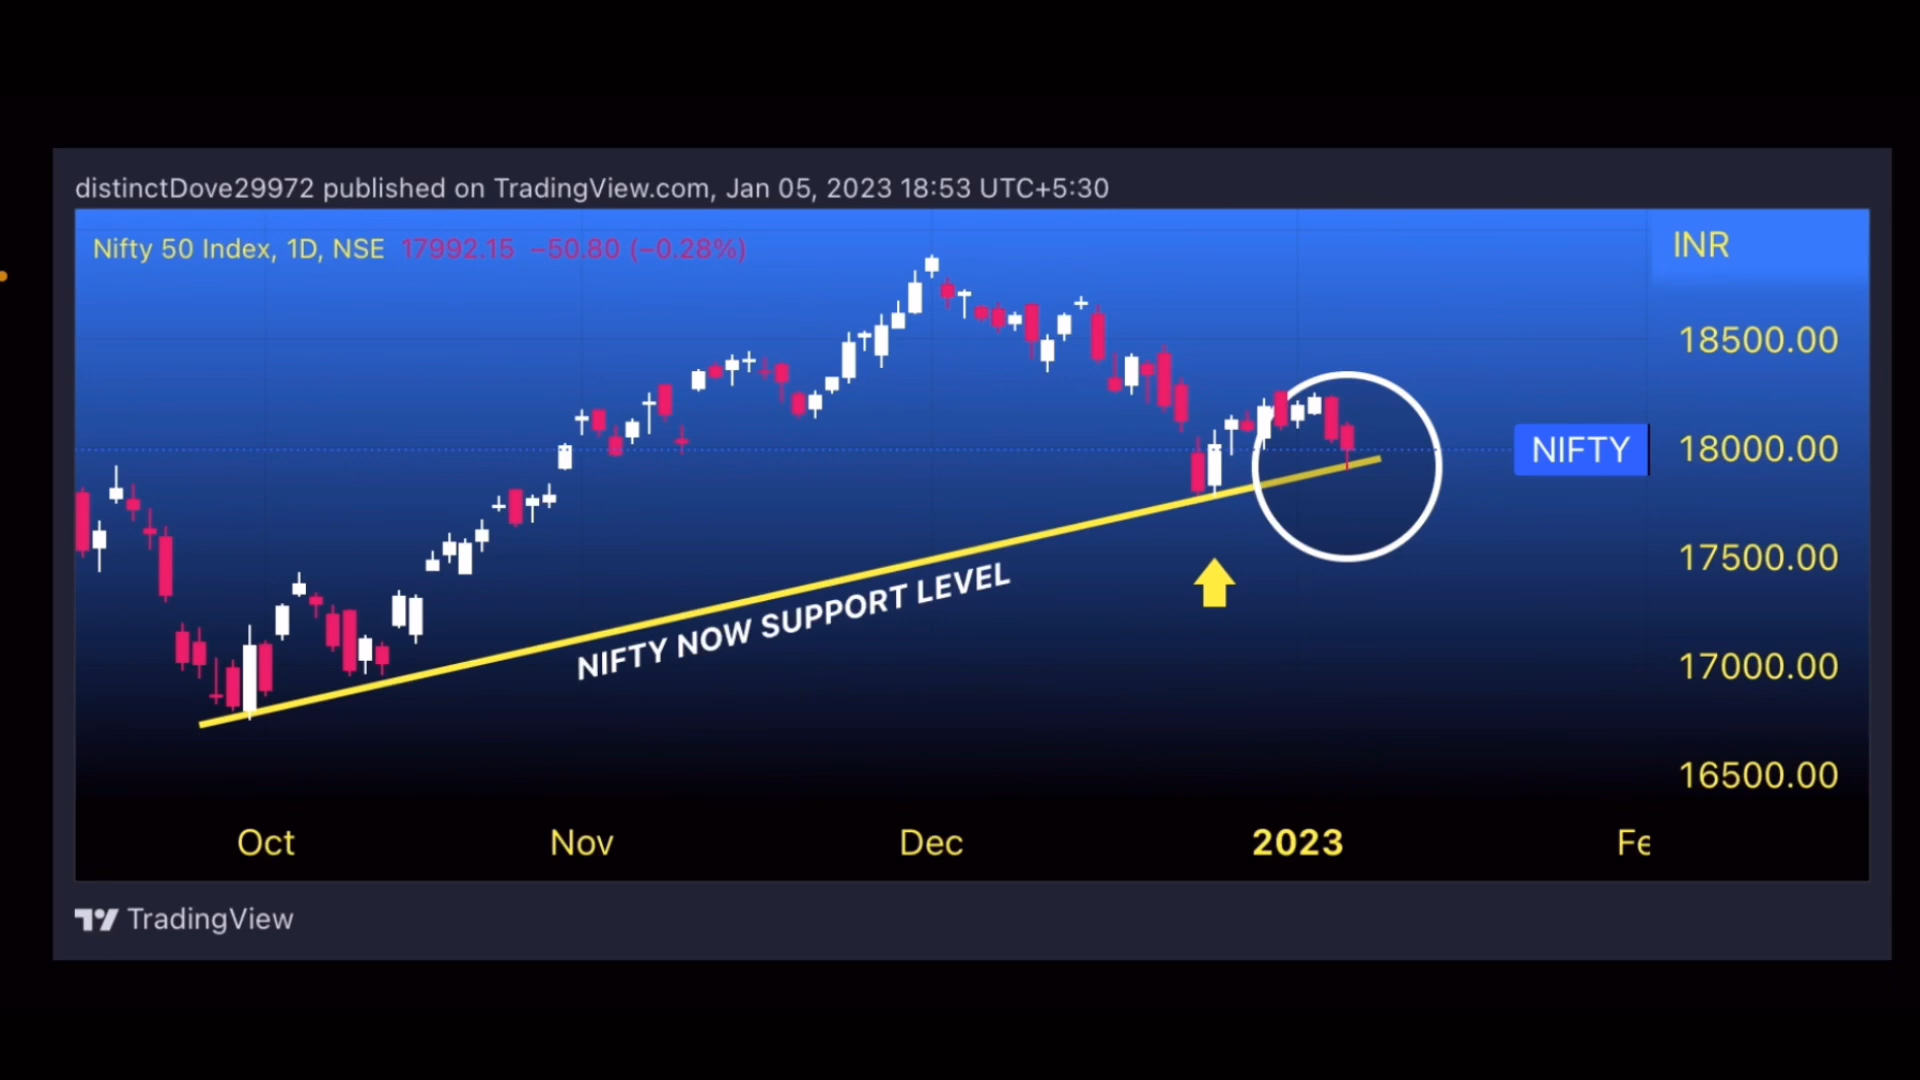 distinctDove29972 published on TradingView.com, Jan 05, 2023 18:53 UTC+5:30
Nifty 50 Index, 1D, NSE 17992.15 −50.80 (−0.28%)
INR
18500.00
NIFTY 18000.00
17500.00
NIFTY NOW SUPPORT LEVEL
17000.00
16500.00
Oct Nov Dec 2023 Fe
TradingView